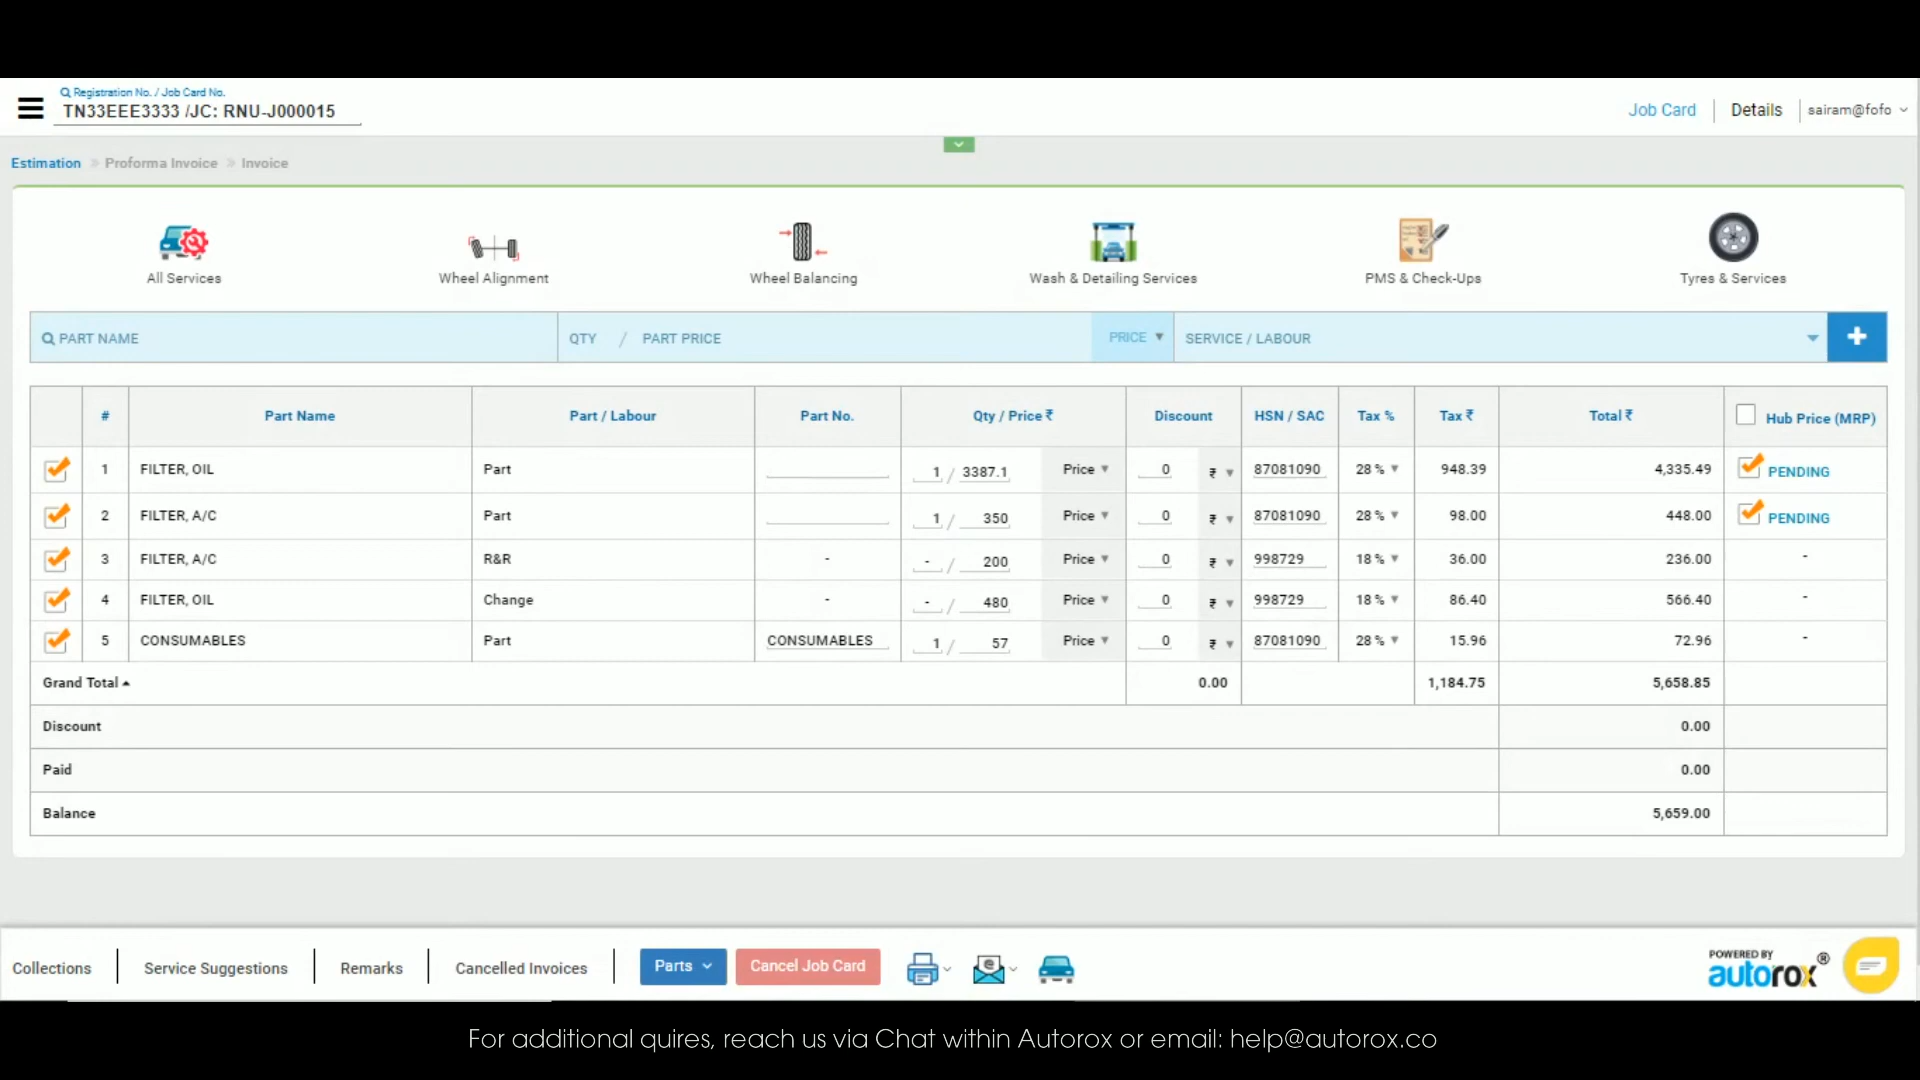 Registration No. / Job Card No.
TN33EEE3333 /JC: RNU-J000015
Job Card Details sairam@fofo
Estimation » Proforma Invoice » Invoice
All Services Wheel Alignment Wheel Balancing Wash & Detailing Services PMS & Check-Ups Tyres & Services
PART NAME QTY / PART PRICE PRICE SERVICE / LABOUR
# Part Name Part / Labour Part No. Qty / Price ₹ Discount HSN / SAC Tax % Tax ₹ Total ₹ Hub Price (MRP)
1 FILTER, OIL Part 1 / 3387.1 Price 0 ₹ 87081090 28 % 948.39 4,335.49 PENDING
2 FILTER, A/C Part 1 / 350 Price 0 ₹ 87081090 28 % 98.00 448.00 PENDING
3 FILTER, A/C R&R - - / 200 Price 0 ₹ 998729 18 % 36.00 236.00 -
4 FILTER, OIL Change - - / 480 Price 0 ₹ 998729 18 % 86.40 566.40 -
5 CONSUMABLES Part CONSUMABLES 1 / 57 Price 0 ₹ 87081090 28 % 15.96 72.96 -
Grand Total 0.00 1,184.75 5,658.85
Discount 0.00
Paid 0.00
Balance 5,659.00
Collections Service Suggestions Remarks Cancelled Invoices Parts Cancel Job Card
POWERED BY
autorox®
For additional quires, reach us via Chat within Autorox or email: help@autorox.co